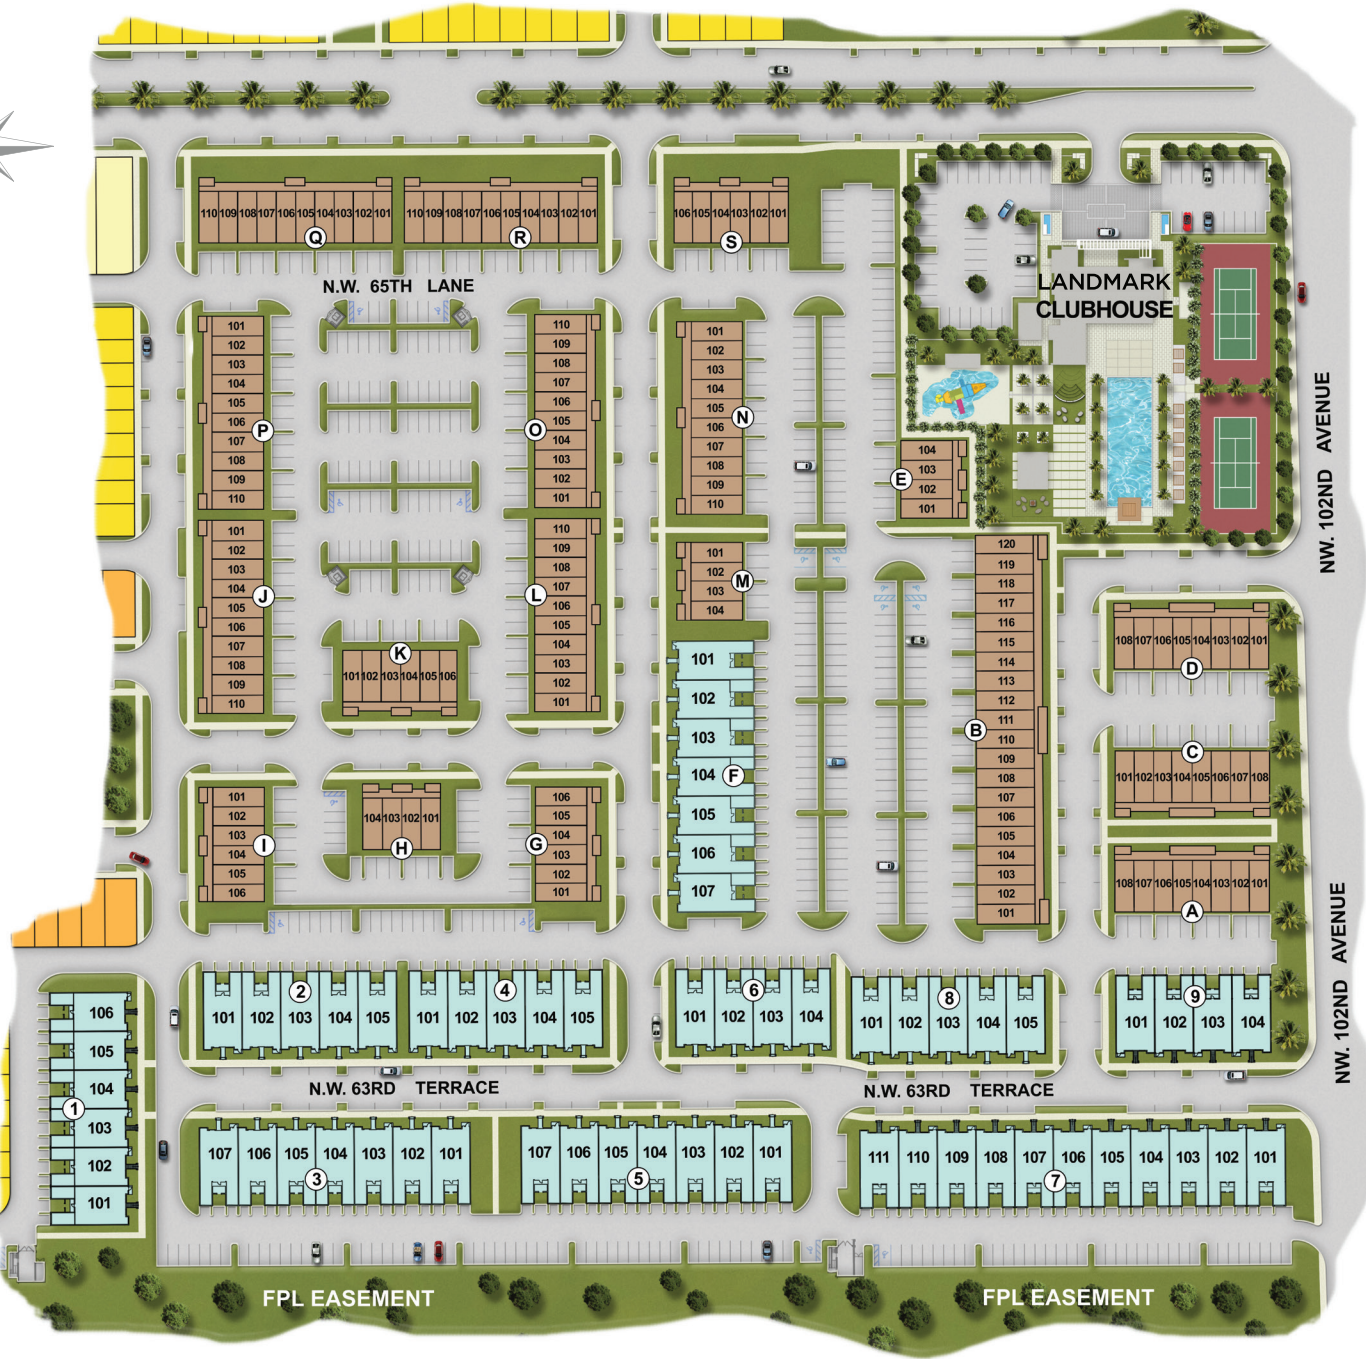 110 109 108 107 106 105 104 103 102 101
Q
110 109 108 107 106 105 104 103 102 101
R
106 105 104 103 102 101
S
N.W. 65TH LANE
LANDMARK
CLUBHOUSE
101
102
103
104
105
106
107
108
109
110
P
110
109
108
107
106
105
104
103
102
101
O
101
102
103
104
105
106
107
108
109
110
N
104
103
102
101
E
NW. 102ND AVENUE
101
102
103
104
105
106
107
108
109
110
J
110
109
108
107
106
105
104
103
102
101
L
101
102
103
104
M
K
101 102 103 104 105 106
101
102
103
104
105
106
107
F
120
119
118
117
116
115
114
113
112
111
110
109
108
107
106
105
104
103
102
101
B
108 107 106 105 104 103 102 101
D
C
101 102 103 104 105 106 107 108
108 107 106 105 104 103 102 101
A
101
102
103
104
105
106
I
104 103 102 101
H
106
105
104
103
102
101
G
NW. 102ND AVENUE
2
101 102 103 104 105
4
101 102 103 104 105
6
101 102 103 104
8
101 102 103 104 105
9
101 102 103 104
106
105
104
103
102
101
1
N.W. 63RD TERRACE
N.W. 63RD TERRACE
107 106 105 104 103 102 101
3
107 106 105 104 103 102 101
5
111 110 109 108 107 106 105 104 103 102 101
7
FPL EASEMENT
FPL EASEMENT